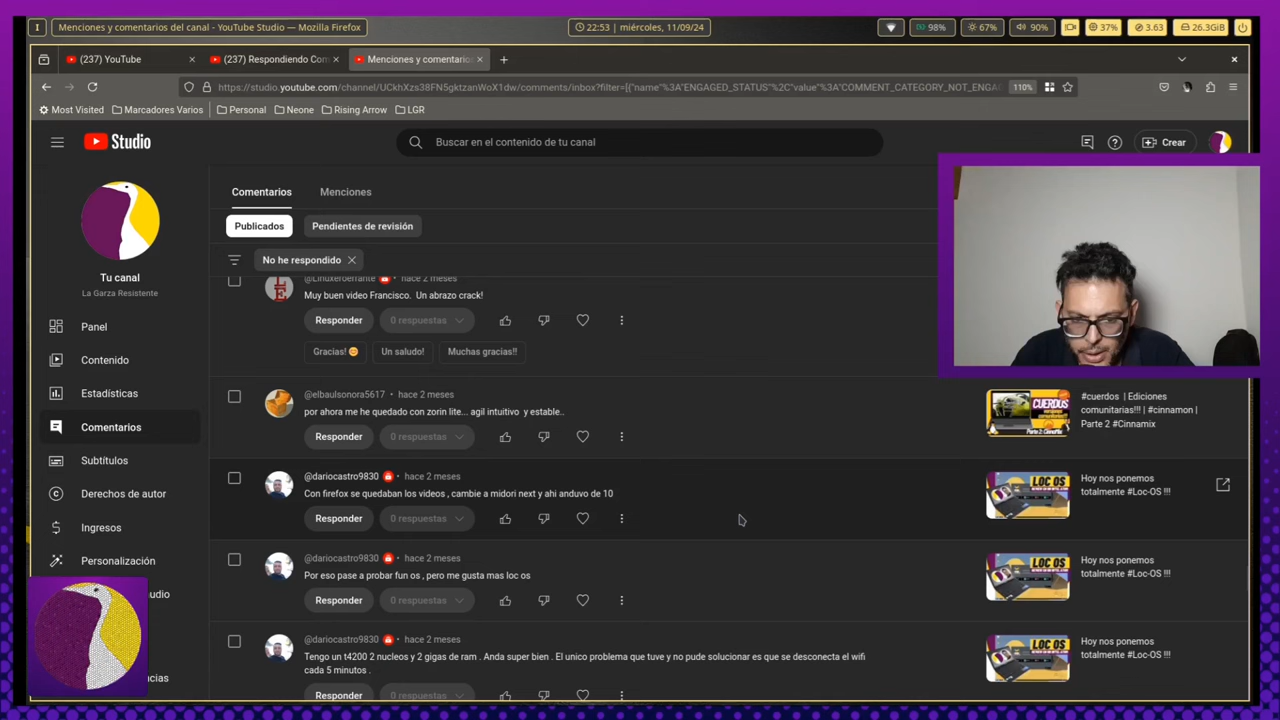 I
Menciones y comentarios del canal - YouTube Studio — Mozilla Firefox
22:53 | miércoles, 11/09/24
98%
67%
90%
37%
3.63
26.3GiB
(237) YouTube
(237) Respondiendo Com
Menciones y comentario
https://studio.youtube.com/channel/UCkhXzs38FN5gktzanWoX1dw/comments/inbox?filter=[{"name"%3A"ENGAGED_STATUS"%2C"value"%3A"COMMENT_CATEGORY_NOT_ENGA
110%
Most Visited
Marcadores Varios
Personal
Neone
Rising Arrow
LGR
Studio
Buscar en el contenido de tu canal
Crear
Comentarios
Menciones
Publicados
Pendientes de revisión
No he respondido
Tu canal
La Garza Resistente
Panel
Contenido
Estadísticas
Comentarios
Subtítulos
Derechos de autor
Ingresos
Personalización
@Linuxeroerrante • hace 2 meses
Muy buen video Francisco. Un abrazo crack!
Responder
0 respuestas
Gracias! 😊
Un saludo!
Muchas gracias!!
@elbaulsonora5617 • hace 2 meses
por ahora me he quedado con zorin lite... agil intuitivo y estable..
Responder
0 respuestas
CUERDOS
#cuerdos | Ediciones
comunitarias!!! | #cinnamon |
Parte 2 #Cinnamix
@dariocastro9830 • hace 2 meses
Con firefox se quedaban los videos , cambie a midori next y ahi anduvo de 10
Responder
0 respuestas
LOC OS
Hoy nos ponemos
totalmente #Loc-OS !!!
@dariocastro9830 • hace 2 meses
Por eso pase a probar fun os , pero me gusta mas loc os
Responder
0 respuestas
LOC OS
Hoy nos ponemos
totalmente #Loc-OS !!!
@dariocastro9830 • hace 2 meses
Tengo un t4200 2 nucleos y 2 gigas de ram . Anda super bien . El unico problema que tuve y no pude solucionar es que se desconecta el wifi
cada 5 minutos .
Responder
0 respuestas
LOC OS
Hoy nos ponemos
totalmente #Loc-OS !!!